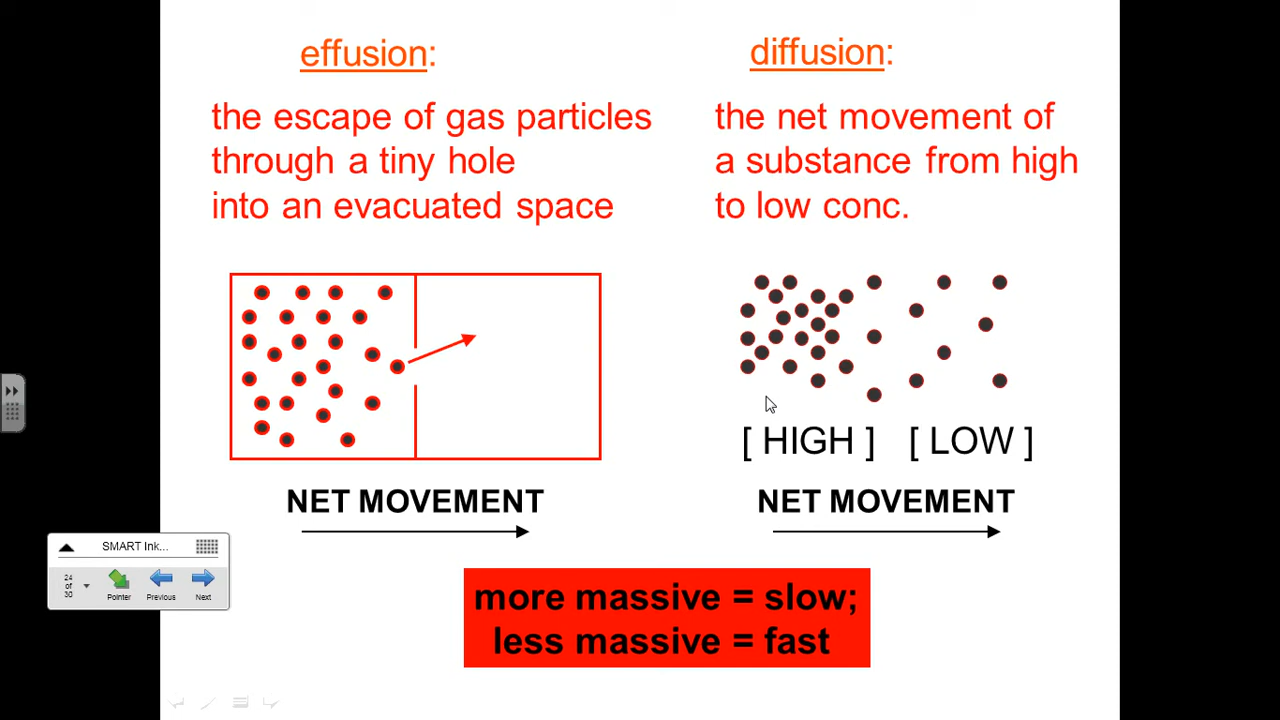 effusion:
the escape of gas particles
through a tiny hole
into an evacuated space
NET MOVEMENT
diffusion:
the net movement of
a substance from high
to low conc.
[ HIGH ] [ LOW ]
NET MOVEMENT
more massive = slow;
less massive = fast
SMART Ink...
24
of
30
Pointer
Previous
Next